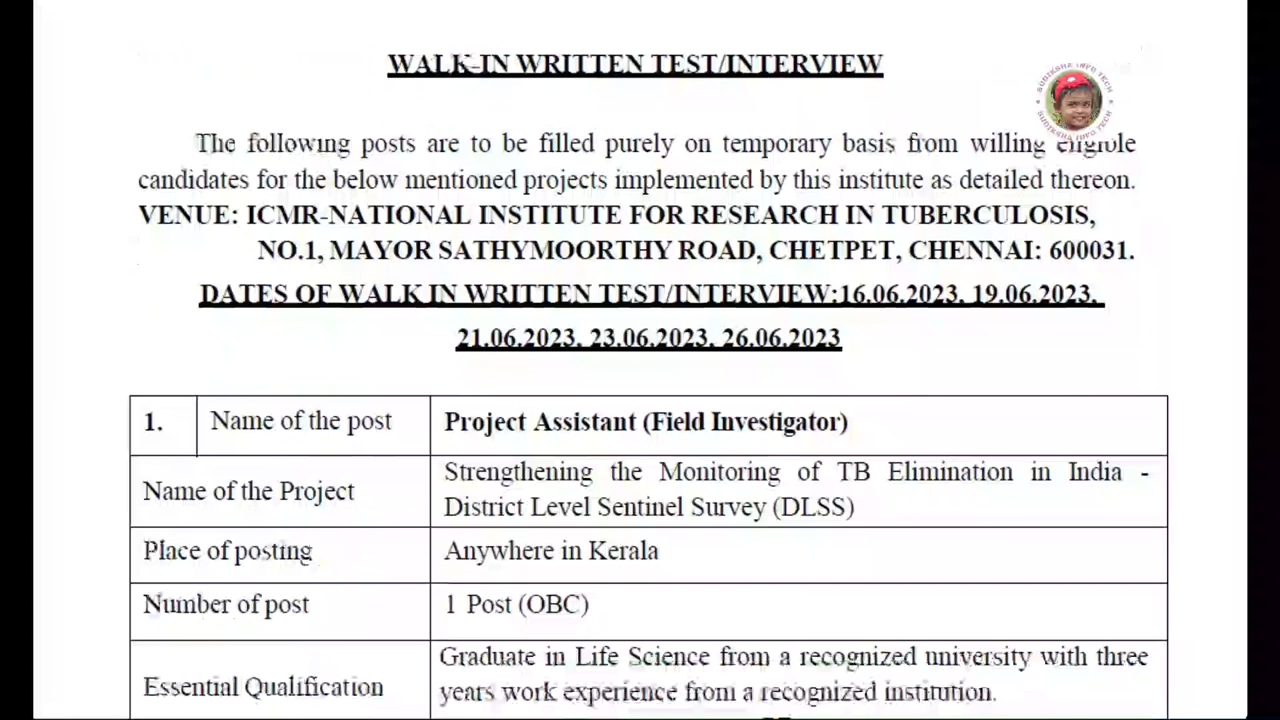 WALK-IN WRITTEN TEST/INTERVIEW
SUDIKSHA INFO TECH
SUDIKSHA INFO TECH
The following posts are to be filled purely on temporary basis from willing eligible
candidates for the below mentioned projects implemented by this institute as detailed thereon.
VENUE: ICMR-NATIONAL INSTITUTE FOR RESEARCH IN TUBERCULOSIS,
NO.1, MAYOR SATHYMOORTHY ROAD, CHETPET, CHENNAI: 600031.
DATES OF WALK IN WRITTEN TEST/INTERVIEW:16.06.2023, 19.06.2023,
21.06.2023, 23.06.2023, 26.06.2023
1. Name of the post Project Assistant (Field Investigator)
Name of the Project Strengthening the Monitoring of TB Elimination in India -
District Level Sentinel Survey (DLSS)
Place of posting Anywhere in Kerala
Number of post 1 Post (OBC)
Essential Qualification Graduate in Life Science from a recognized university with three
years work experience from a recognized institution.